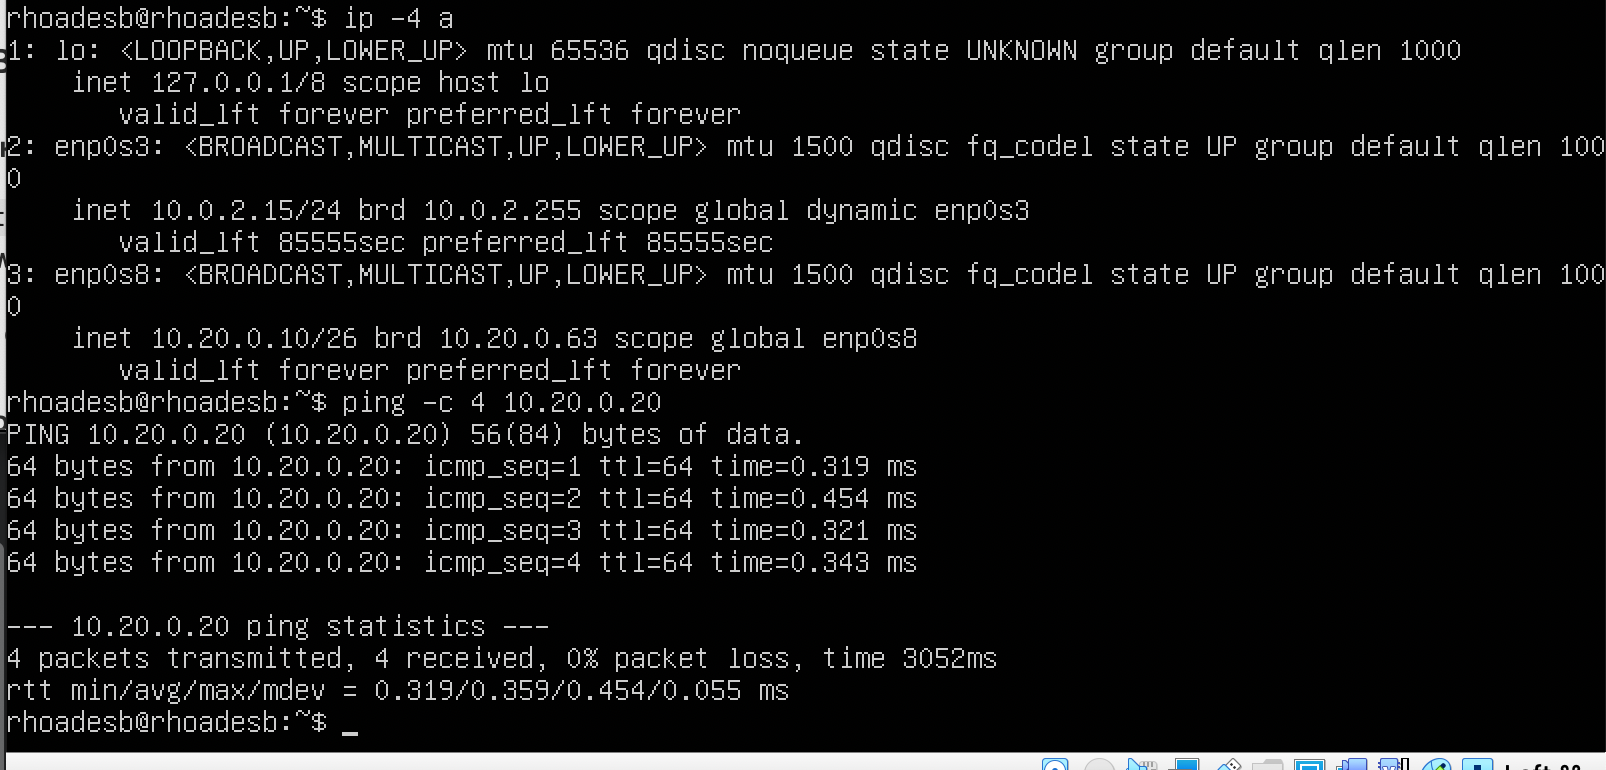 rhoadesb@rhoadesb:~$ ip -4 a
1: lo: <LOOPBACK,UP,LOWER_UP> mtu 65536 qdisc noqueue state UNKNOWN group default qlen 1000
    inet 127.0.0.1/8 scope host lo
       valid_lft forever preferred_lft forever
2: enp0s3: <BROADCAST,MULTICAST,UP,LOWER_UP> mtu 1500 qdisc fq_codel state UP group default qlen 100
0
    inet 10.0.2.15/24 brd 10.0.2.255 scope global dynamic enp0s3
       valid_lft 85555sec preferred_lft 85555sec
3: enp0s8: <BROADCAST,MULTICAST,UP,LOWER_UP> mtu 1500 qdisc fq_codel state UP group default qlen 100
0
    inet 10.20.0.10/26 brd 10.20.0.63 scope global enp0s8
       valid_lft forever preferred_lft forever
rhoadesb@rhoadesb:~$ ping -c 4 10.20.0.20
PING 10.20.0.20 (10.20.0.20) 56(84) bytes of data.
64 bytes from 10.20.0.20: icmp_seq=1 ttl=64 time=0.319 ms
64 bytes from 10.20.0.20: icmp_seq=2 ttl=64 time=0.454 ms
64 bytes from 10.20.0.20: icmp_seq=3 ttl=64 time=0.321 ms
64 bytes from 10.20.0.20: icmp_seq=4 ttl=64 time=0.343 ms

--- 10.20.0.20 ping statistics ---
4 packets transmitted, 4 received, 0% packet loss, time 3052ms
rtt min/avg/max/mdev = 0.319/0.359/0.454/0.055 ms
rhoadesb@rhoadesb:~$ _